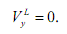 V_y^L = 0.